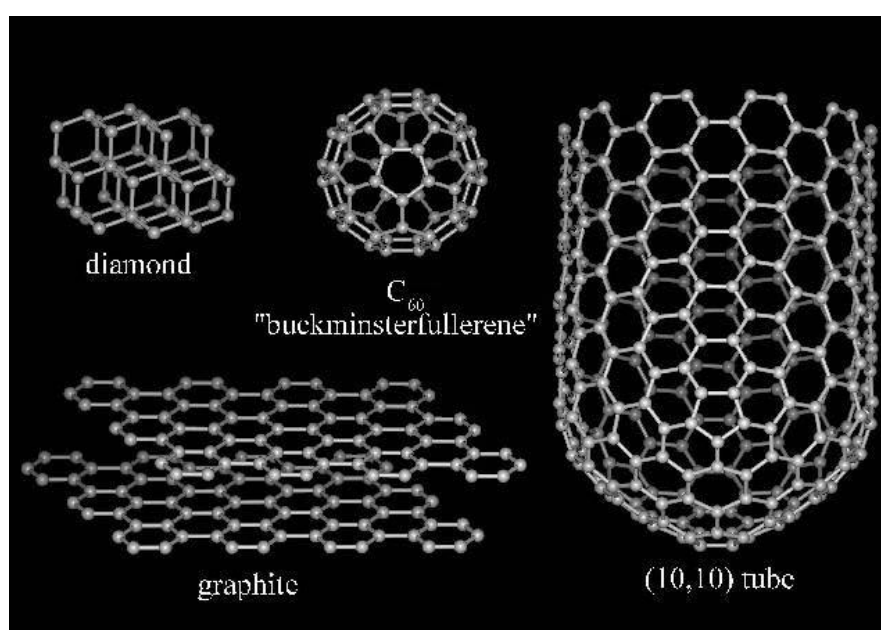 diamond
C₆₀
"buckminsterfullerene"
graphite
(10,10) tube